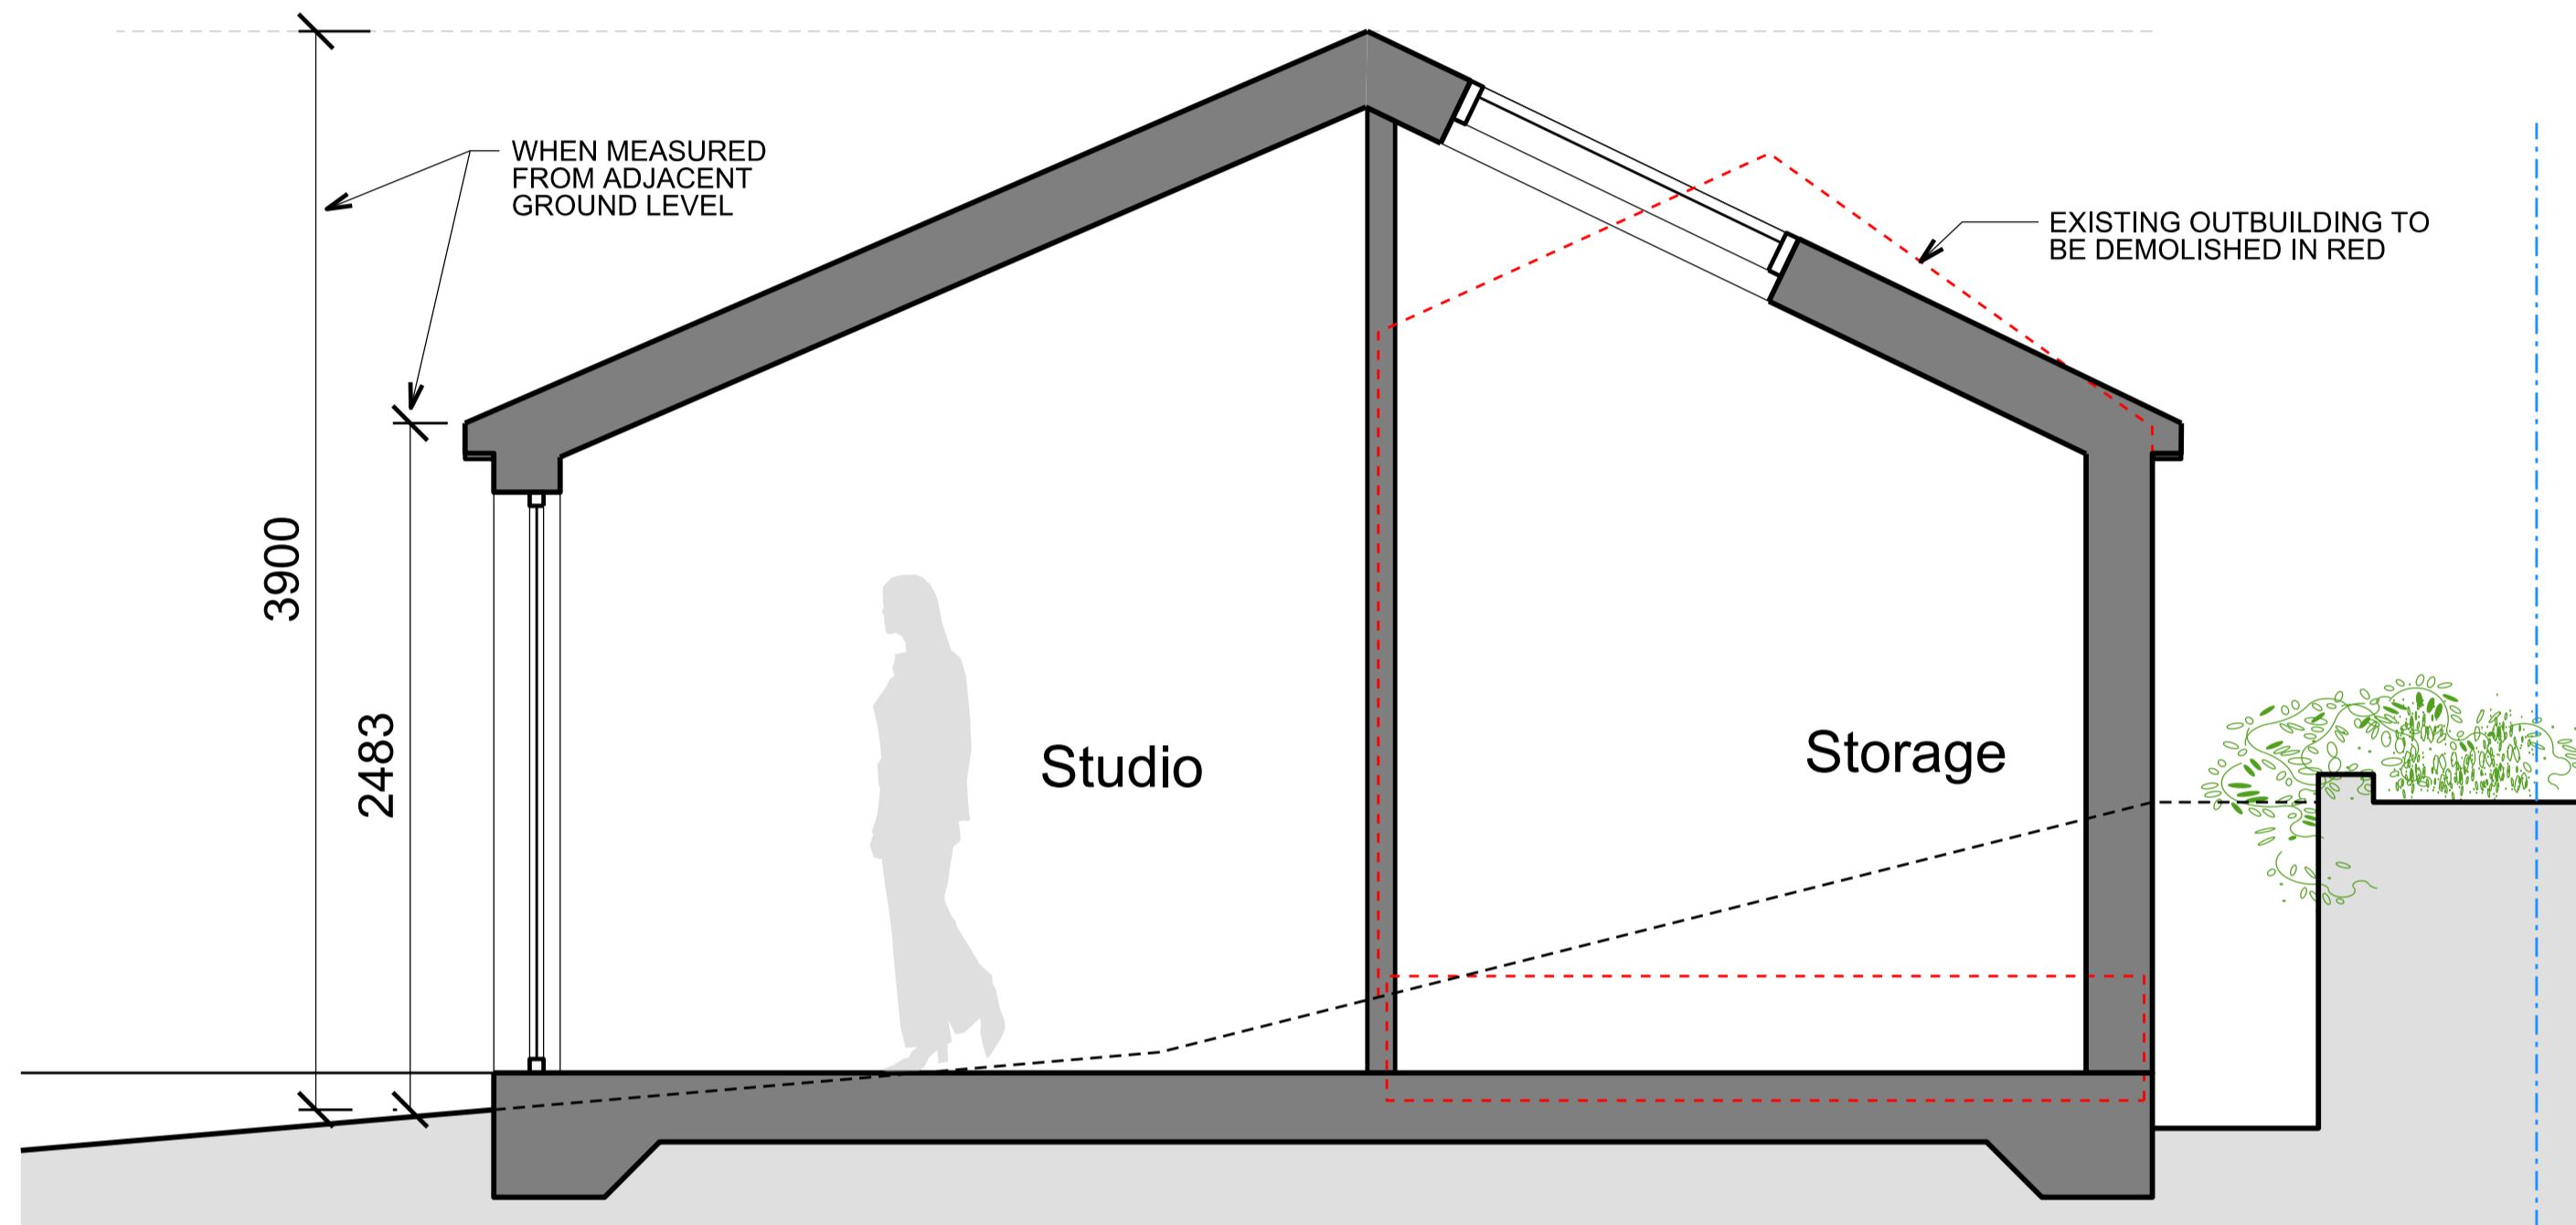 WHEN MEASURED
FROM ADJACENT
GROUND LEVEL
EXISTING OUTBUILDING TO
BE DEMOLISHED IN RED
3900
2483
Studio
Storage